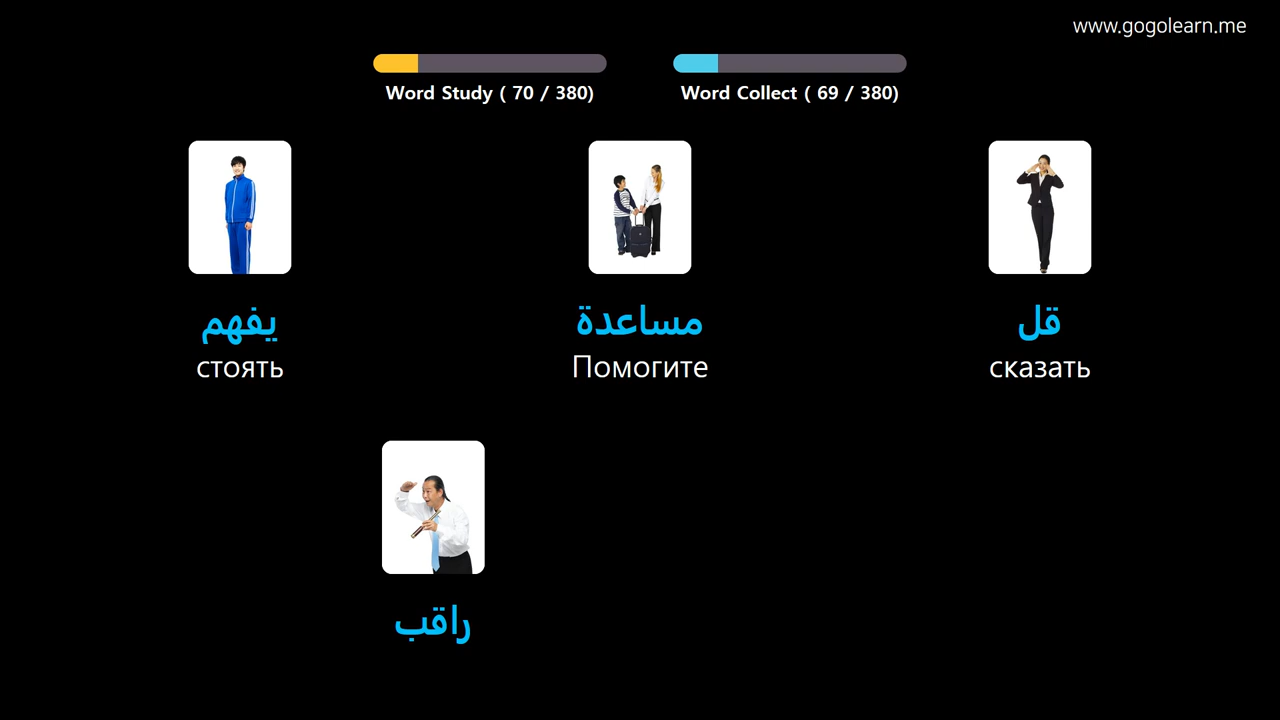 www.gogolearn.me
Word Study ( 70 / 380)
Word Collect ( 69 / 380)
يفهم
стоять
مساعدة
Помогите
قل
сказать
راقب